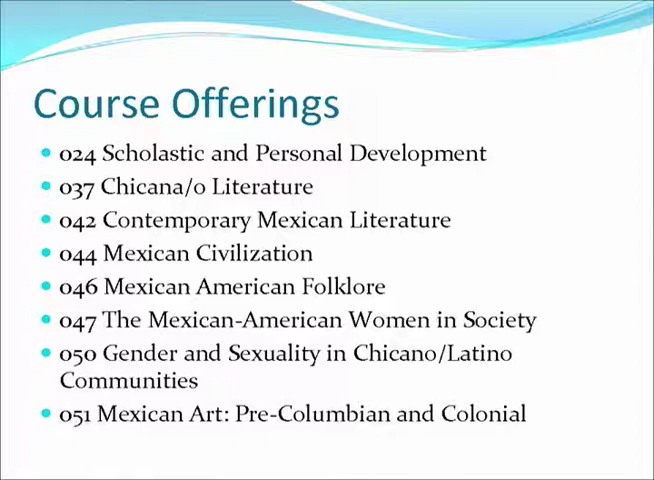 Course Offerings
024 Scholastic and Personal Development
037 Chicana/o Literature
042 Contemporary Mexican Literature
044 Mexican Civilization
046 Mexican American Folklore
047 The Mexican-American Women in Society
050 Gender and Sexuality in Chicano/Latino
Communities
051 Mexican Art: Pre-Columbian and Colonial